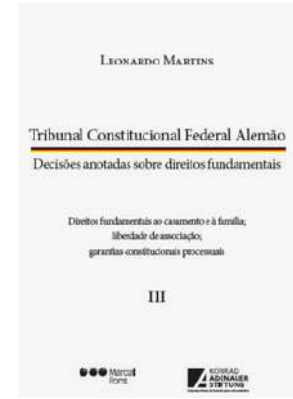 LEONARDO MARTINS
Tribunal Constitucional Federal Alemão
Decisões anotadas sobre direitos fundamentais
Direitos fundamentais ao casamento e à família;
liberdade de associação;
garantias constitucionais processuais
III
Marcial
Pons
KONRAD
ADENAUER
STIFTUNG